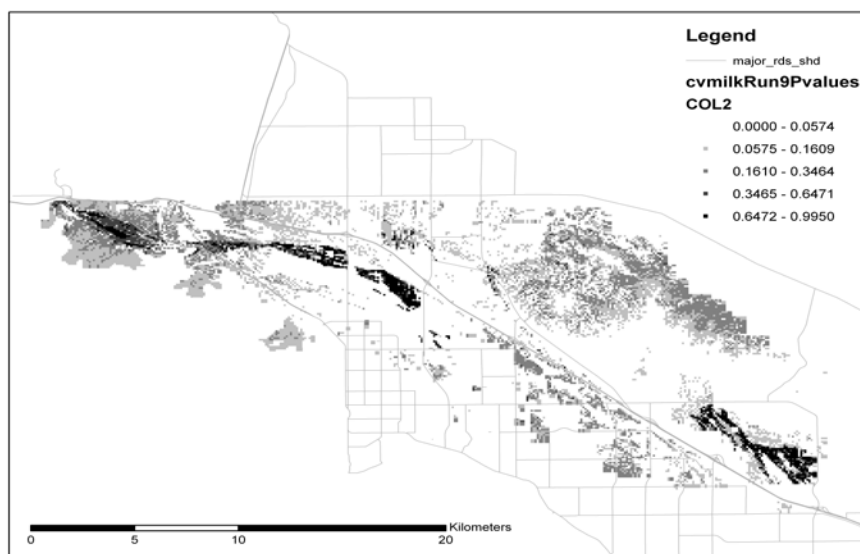 Legend
major_rds_shd
cvmilkRun9Pvalues
COL2
0.0000 - 0.0574
0.0575 - 0.1609
0.1610 - 0.3464
0.3465 - 0.6471
0.6472 - 0.9950
Kilometers
0 5 10 20